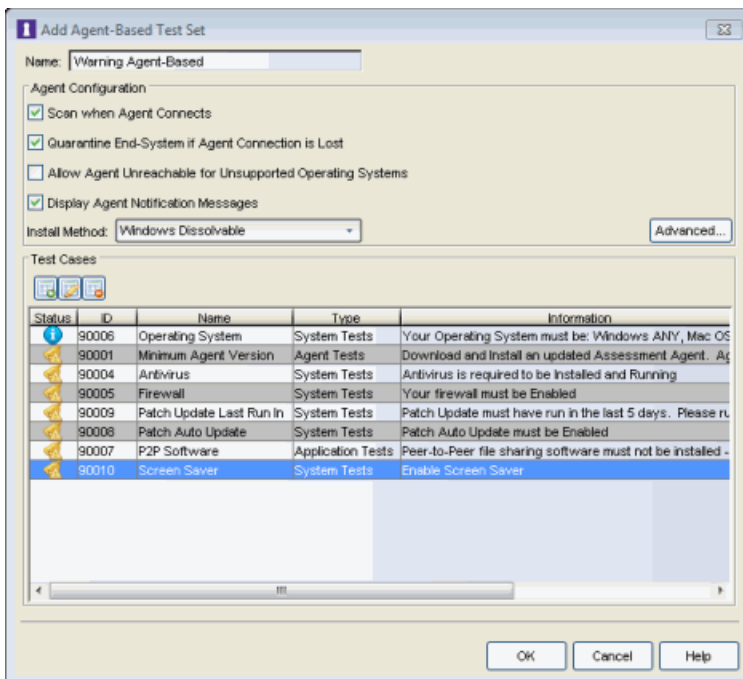 Add Agent-Based Test Set
Name: Warning Agent-Based
Agent Configuration
Scan when Agent Connects
Quarantine End-System if Agent Connection is Lost
Allow Agent Unreachable for Unsupported Operating Systems
Display Agent Notification Messages
Install Method: Windows Dissolvable Advanced...
Test Cases
Status ID Name Type Information
90006 Operating System System Tests Your Operating System must be: Windows ANY, Mac OS
90001 Minimum Agent Version Agent Tests Download and Install an updated Assessment Agent. Ag
90004 Antivirus System Tests Antivirus is required to be Installed and Running
90005 Firewall System Tests Your firewall must be Enabled
90009 Patch Update Last Run In System Tests Patch Update must have run in the last 5 days. Please ru
90008 Patch Auto Update System Tests Patch Auto Update must be Enabled
90007 P2P Software Application Tests Peer-to-Peer file sharing software must not be installed -
90010 Screen Saver System Tests Enable Screen Saver
OK Cancel Help